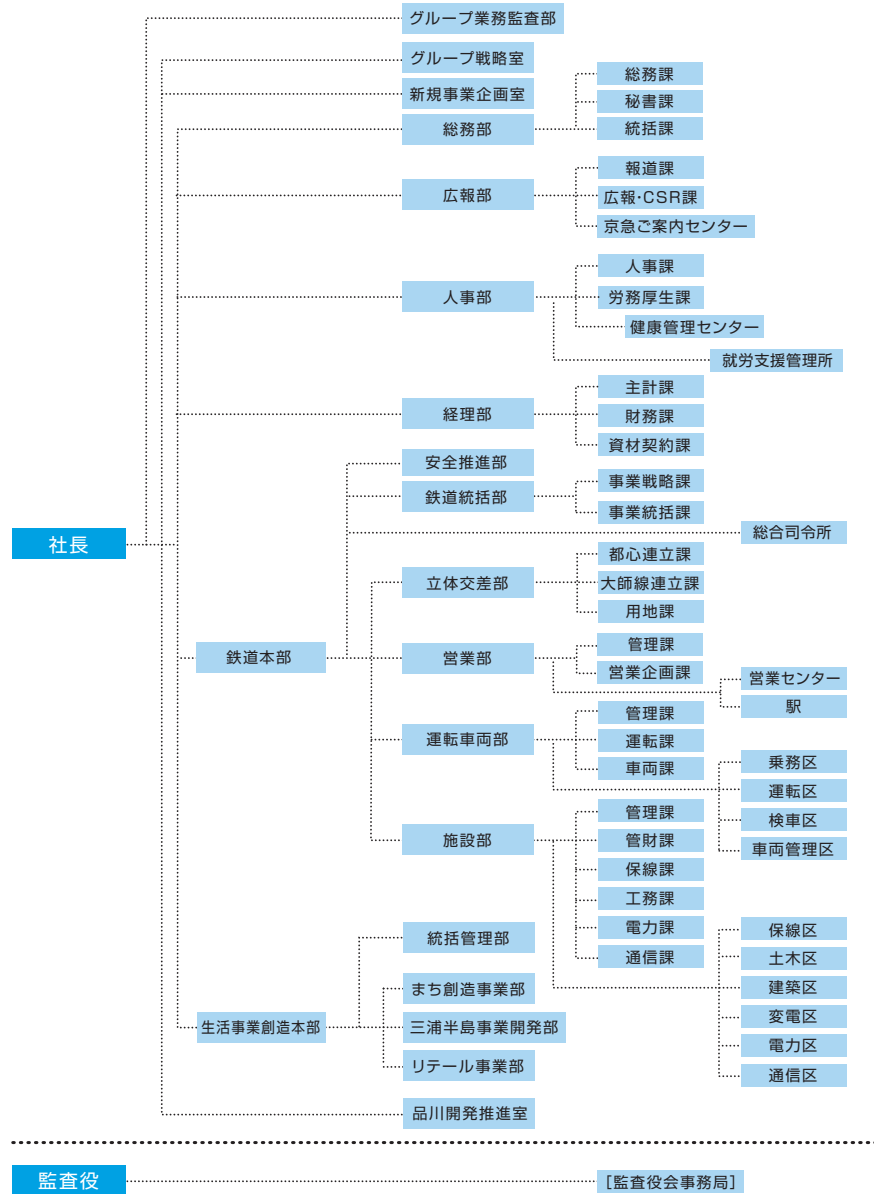 グループ業務監査部
グループ戦略室
新規事業企画室
総務部
総務課
秘書課
統括課
広報部
報道課
広報・CSR課
京急ご案内センター
人事部
人事課
労務厚生課
健康管理センター
就労支援管理所
経理部
主計課
財務課
資材契約課
安全推進部
鉄道統括部
事業戦略課
事業統括課
総合司令所
社長
鉄道本部
立体交差部
都心連立課
大師線連立課
用地課
営業部
管理課
営業企画課
営業センター
駅
運転車両部
管理課
運転課
車両課
乗務区
運転区
検車区
車両管理区
施設部
管理課
管財課
保線課
工務課
電力課
通信課
保線区
土木区
建築区
変電区
電力区
通信区
生活事業創造本部
統括管理部
まち創造事業部
三浦半島事業開発部
リテール事業部
品川開発推進室
監査役
[監査役会事務局]